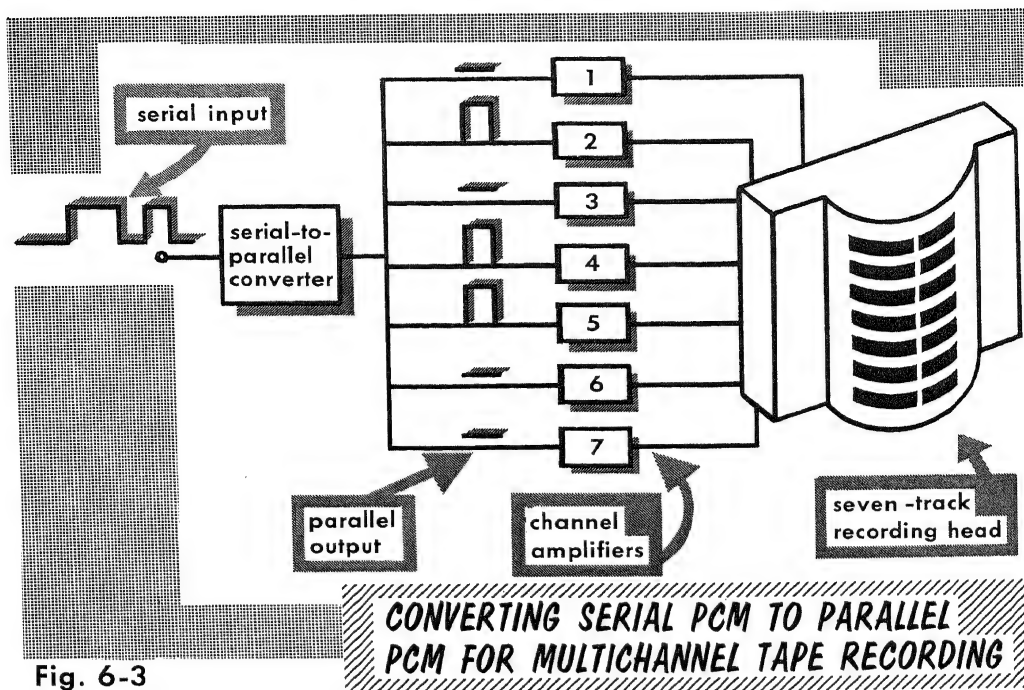 serial input
serial-to-
parallel
converter
1
2
3
4
5
6
7
parallel
output
channel
amplifiers
seven-track
recording head
CONVERTING SERIAL PCM TO PARALLEL
PCM FOR MULTICHANNEL TAPE RECORDING
Fig. 6-3